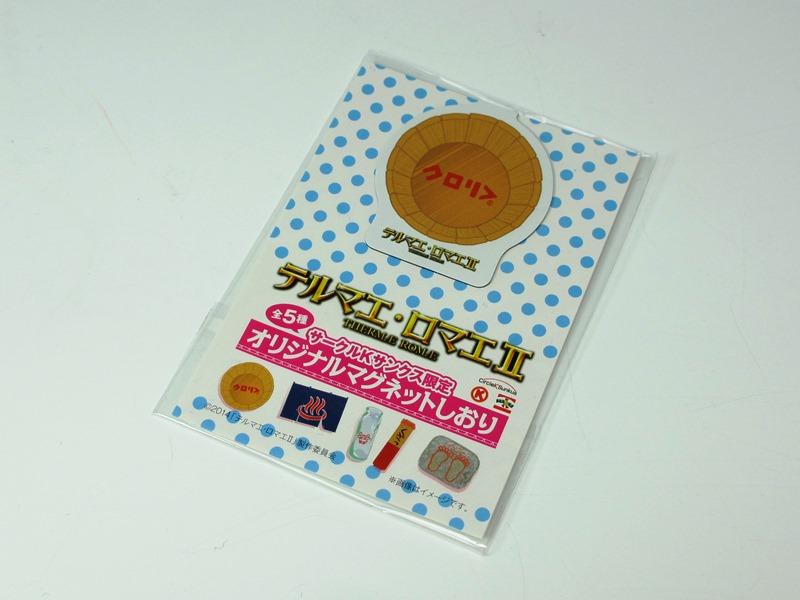 クロリン
テルマエ・ロマエⅡ
THERMAE ROMAE
テルマエ・ロマエⅡ
THERMAE ROMAE
全5種
サークルKサンクス限定
オリジナルマグネットしおり
CircleKSunkus
K
クロリン
©2014「テルマエ・ロマエⅡ」製作委員会
※画像はイメージです。